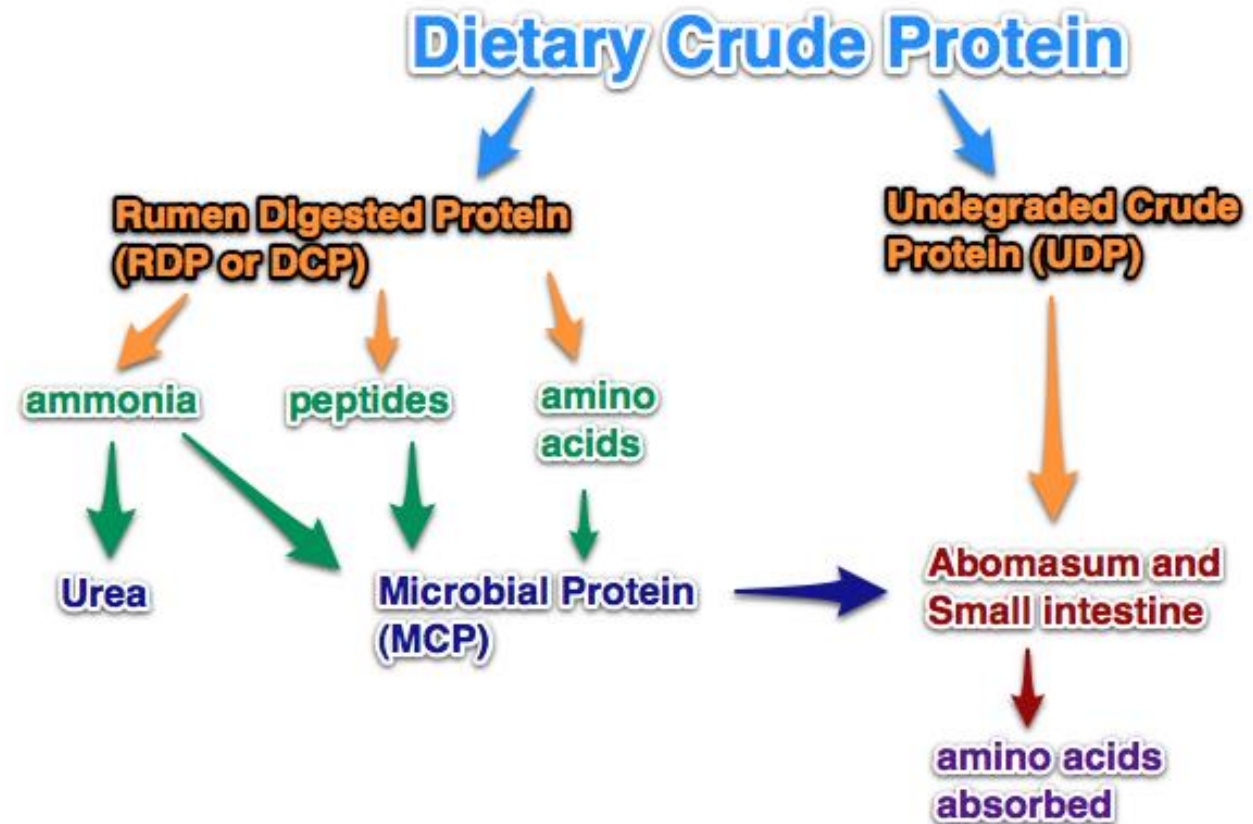 Dietary Crude Protein
Rumen Digested Protein
(RDP or DCP)
Undegraded Crude
Protein (UDP)
ammonia
peptides
amino
acids
Urea
Microbial Protein
(MCP)
Abomasum and
Small intestine
amino acids
absorbed